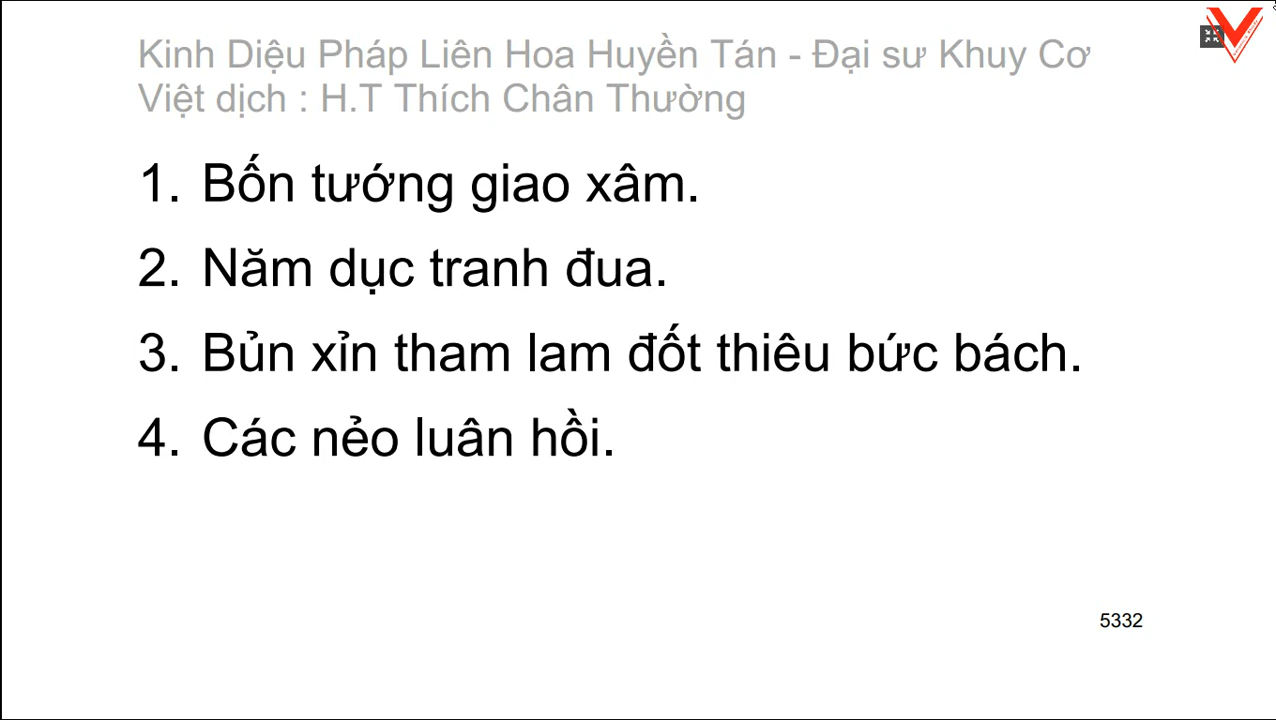 Kinh Diệu Pháp Liên Hoa Huyền Tán - Đại sư Khuy Cơ
Việt dịch : H.T Thích Chân Thường
1. Bốn tướng giao xâm.
2. Năm dục tranh đua.
3. Bủn xỉn tham lam đốt thiêu bức bách.
4. Các nẻo luân hồi.
5332